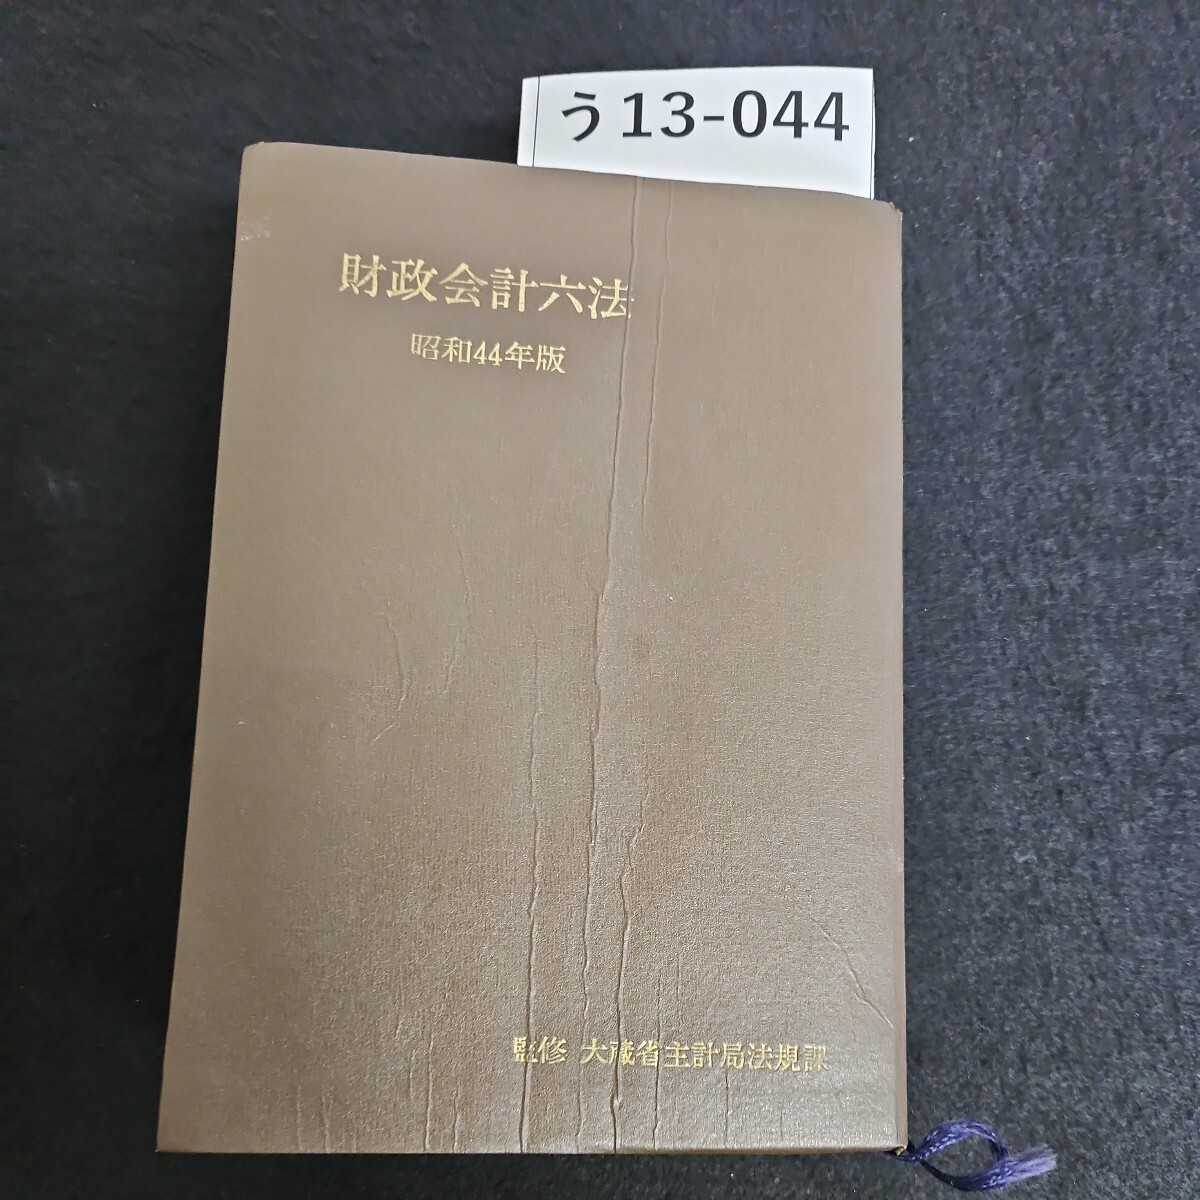 う13-044
財政会計六法
昭和44年版
監修 大蔵省主計局法規課